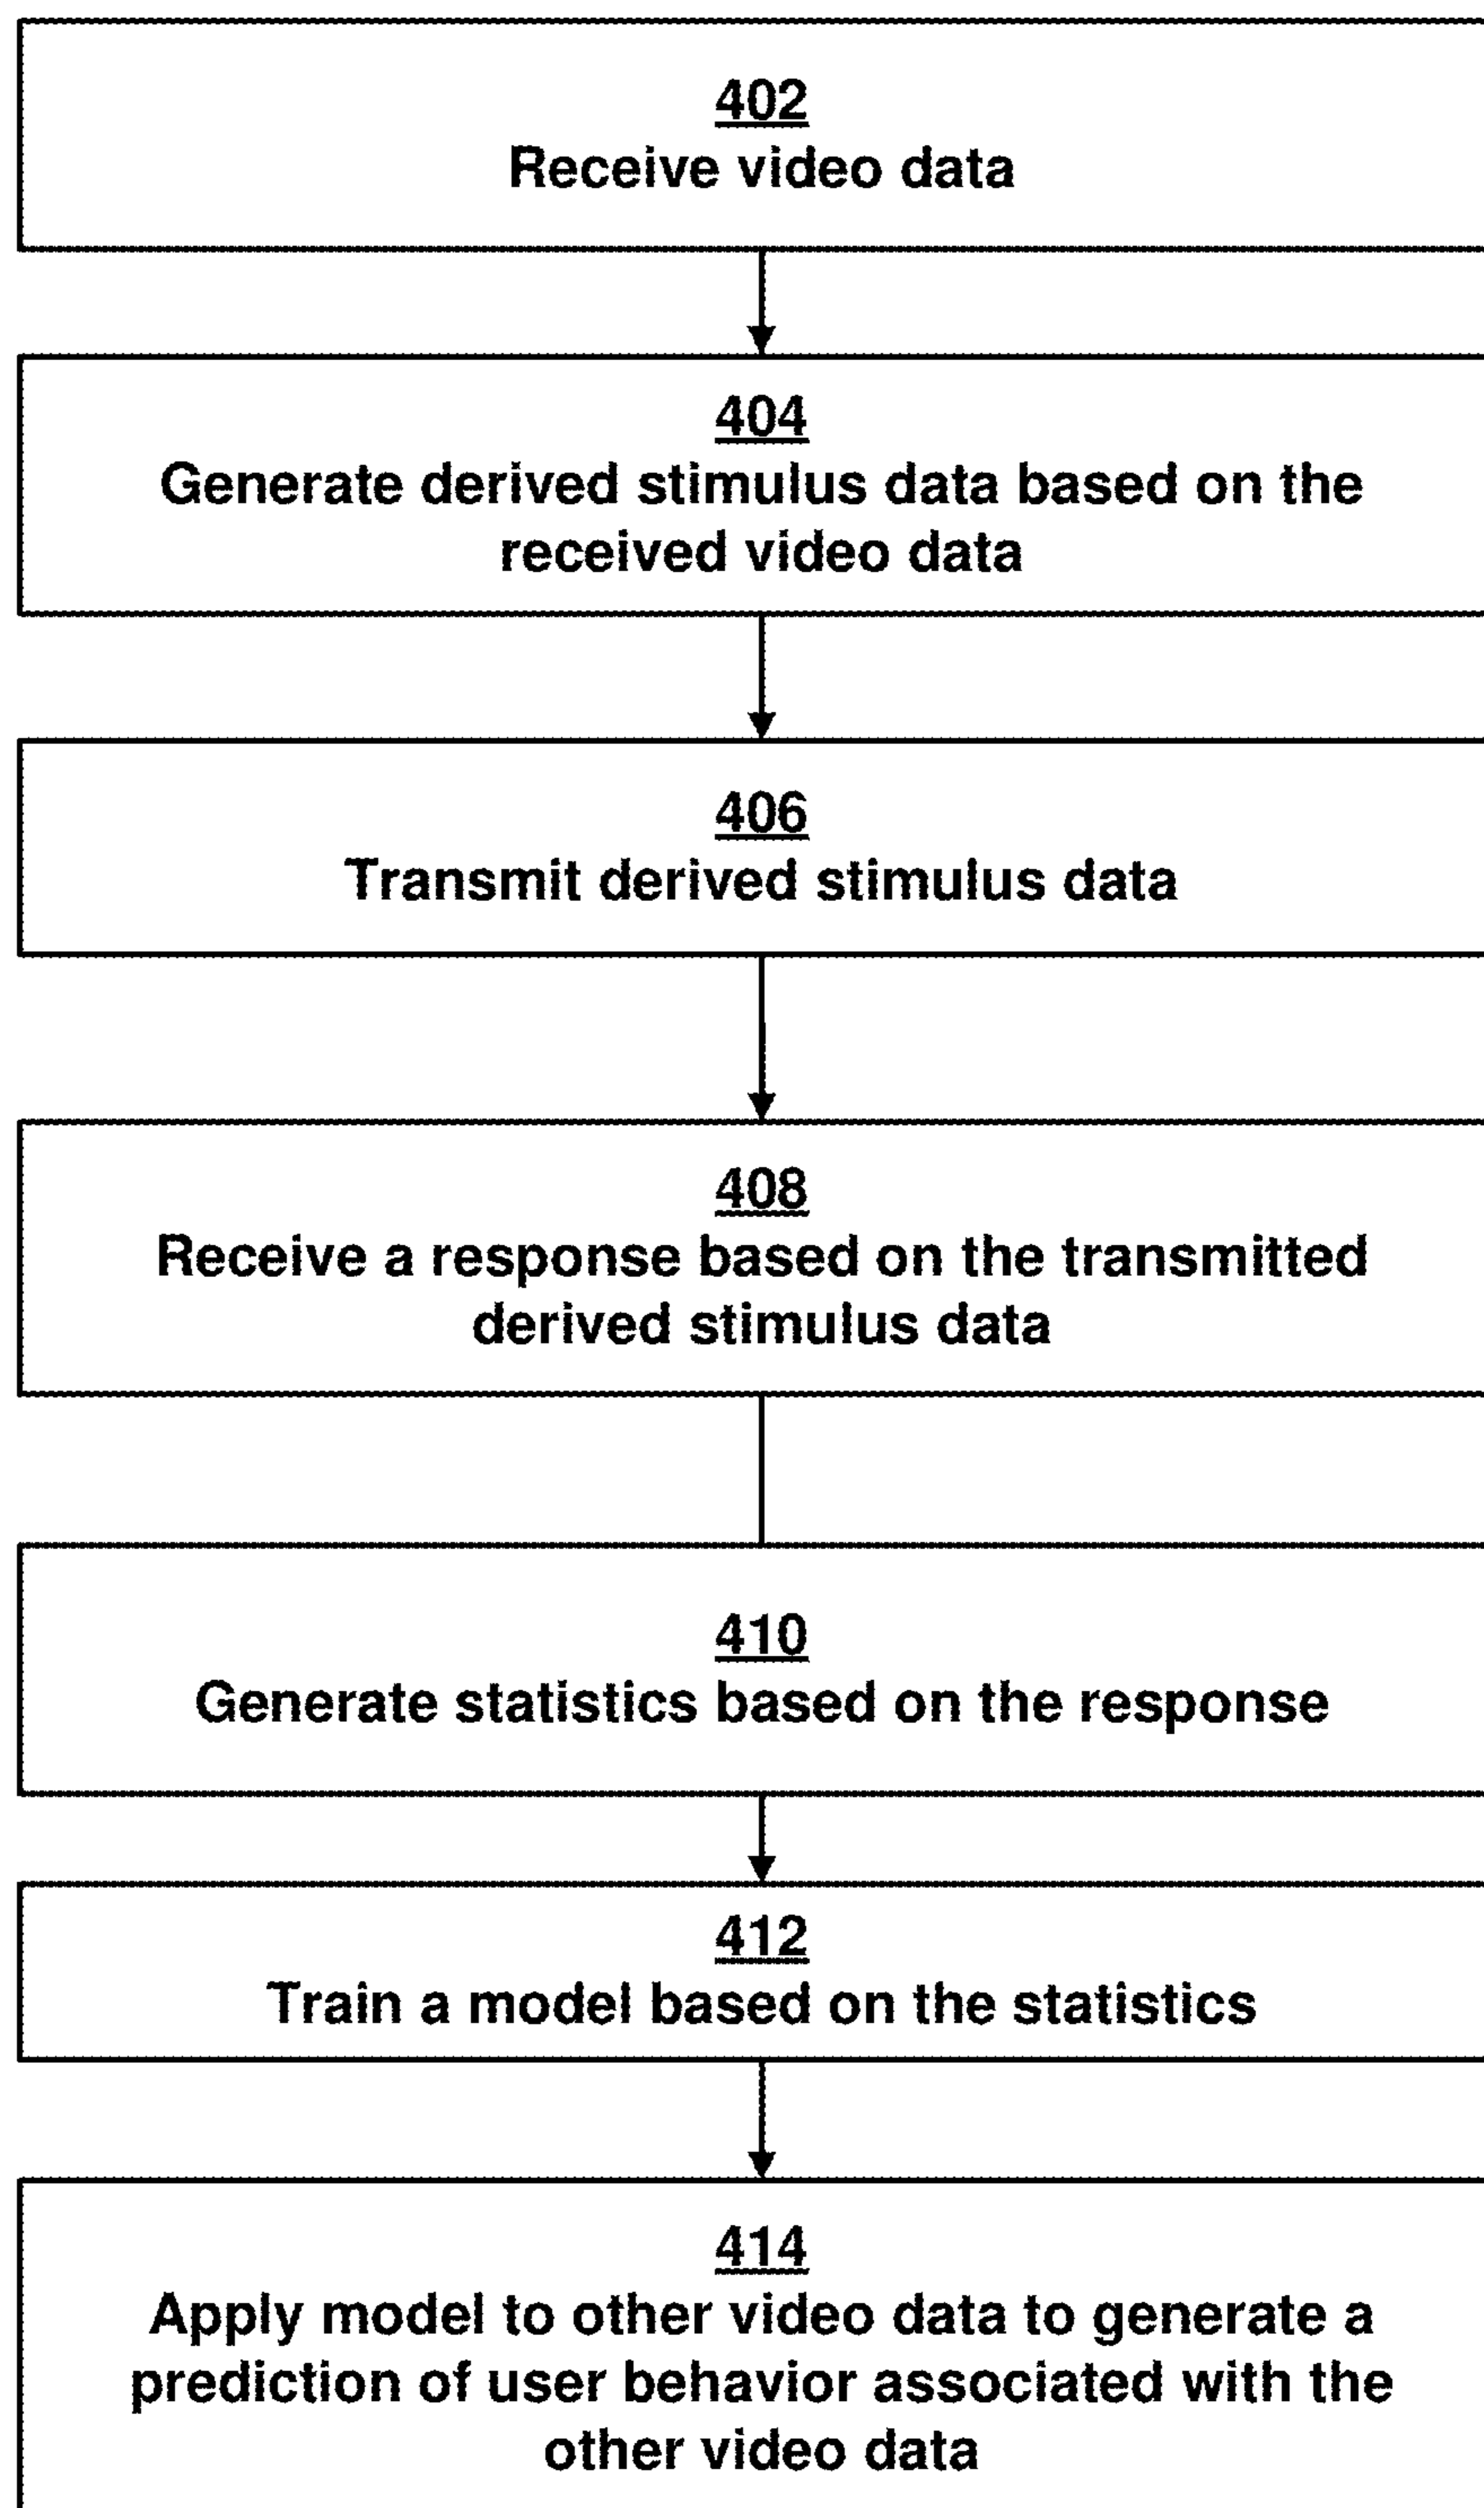 402
Receive video data
404
Generate derived stimulus data based on the
received video data
406
Transmit derived stimulus data
408
Receive a response based on the transmitted
derived stimulus data
410
Generate statistics based on the response
412
Train a model based on the statistics
414
Apply model to other video data to generate a
prediction of user behavior associated with the
other video data